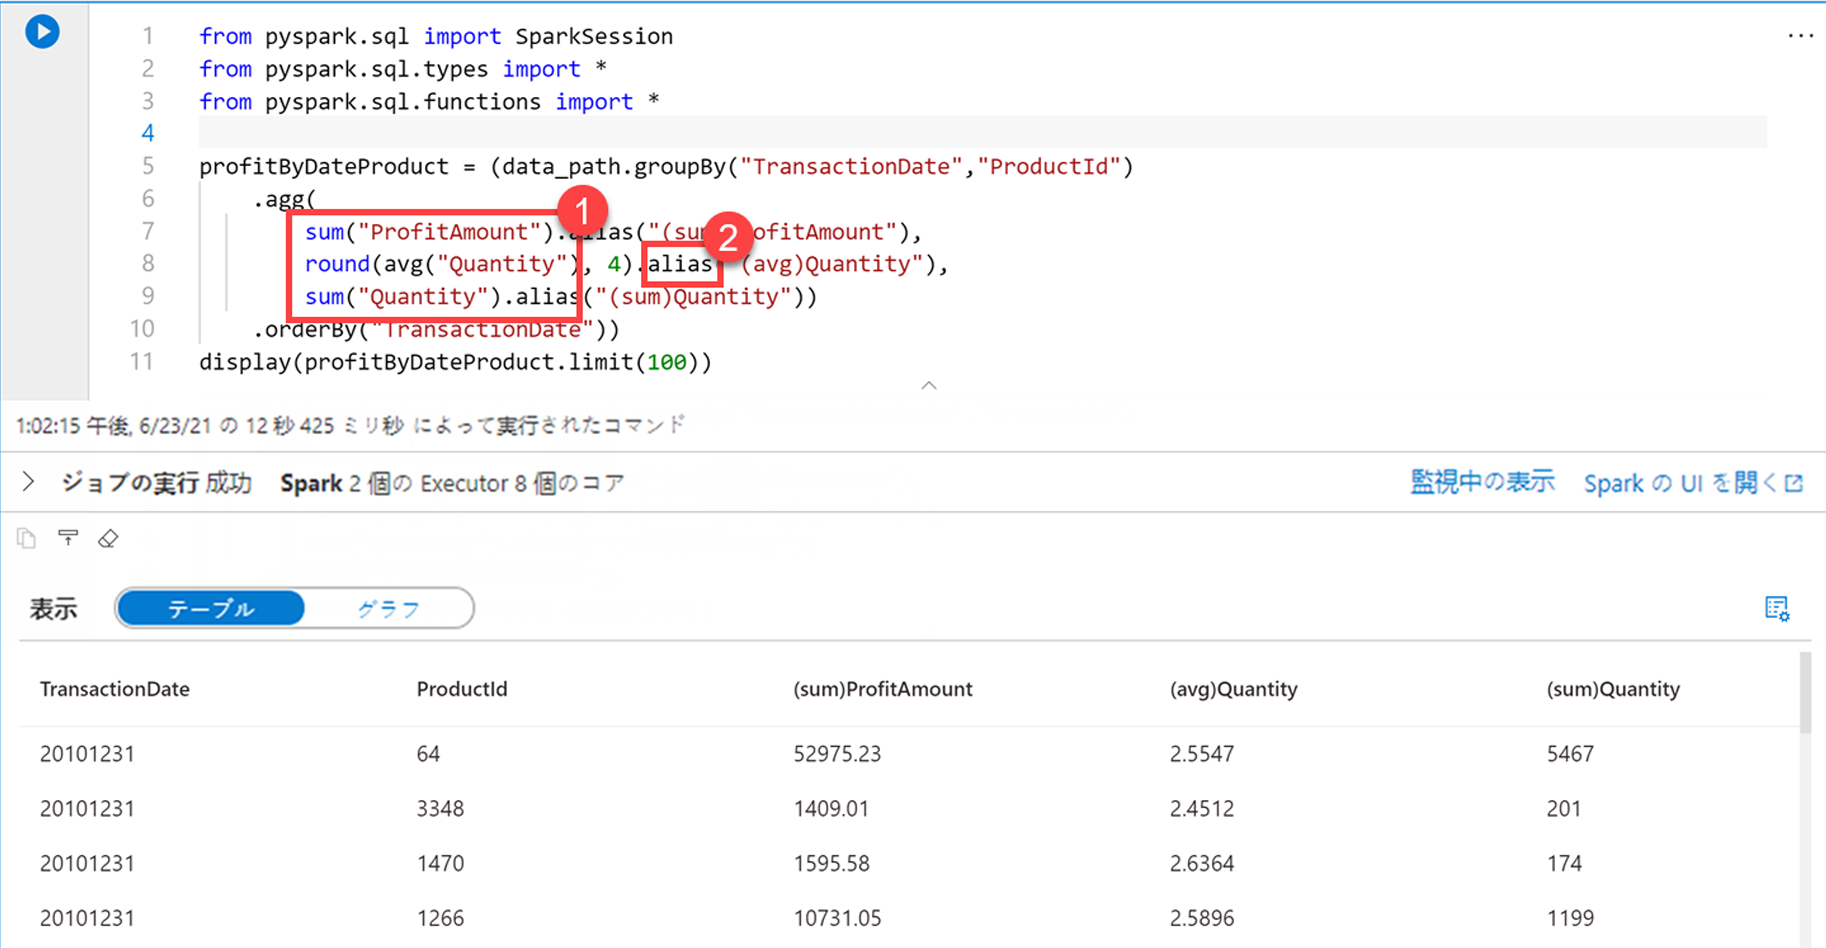 1 from pyspark.sql import SparkSession
...
2 from pyspark.sql.types import *
3 from pyspark.sql.functions import *
4
5 profitByDateProduct = (data_path.groupBy("TransactionDate","ProductId")
6 .agg(
1
7 sum("ProfitAmount").alias("(sum ofitAmount"),
2
8 round(avg("Quantity"), 4).alias (avg)Quantity"),
9 sum("Quantity").alias("(sum)Quantity"))
10 .orderBy("TransactionDate"))
11 display(profitByDateProduct.limit(100))
1:02:15 午後, 6/23/21 の 12 秒 425 ミリ秒 によって実行されたコマンド
ジョブの実行 成功 Spark 2 個の Executor 8 個のコア 監視中の表示 Spark の UI を開く
表示 テーブル グラフ
TransactionDate ProductId (sum)ProfitAmount (avg)Quantity (sum)Quantity
20101231 64 52975.23 2.5547 5467
20101231 3348 1409.01 2.4512 201
20101231 1470 1595.58 2.6364 174
20101231 1266 10731.05 2.5896 1199